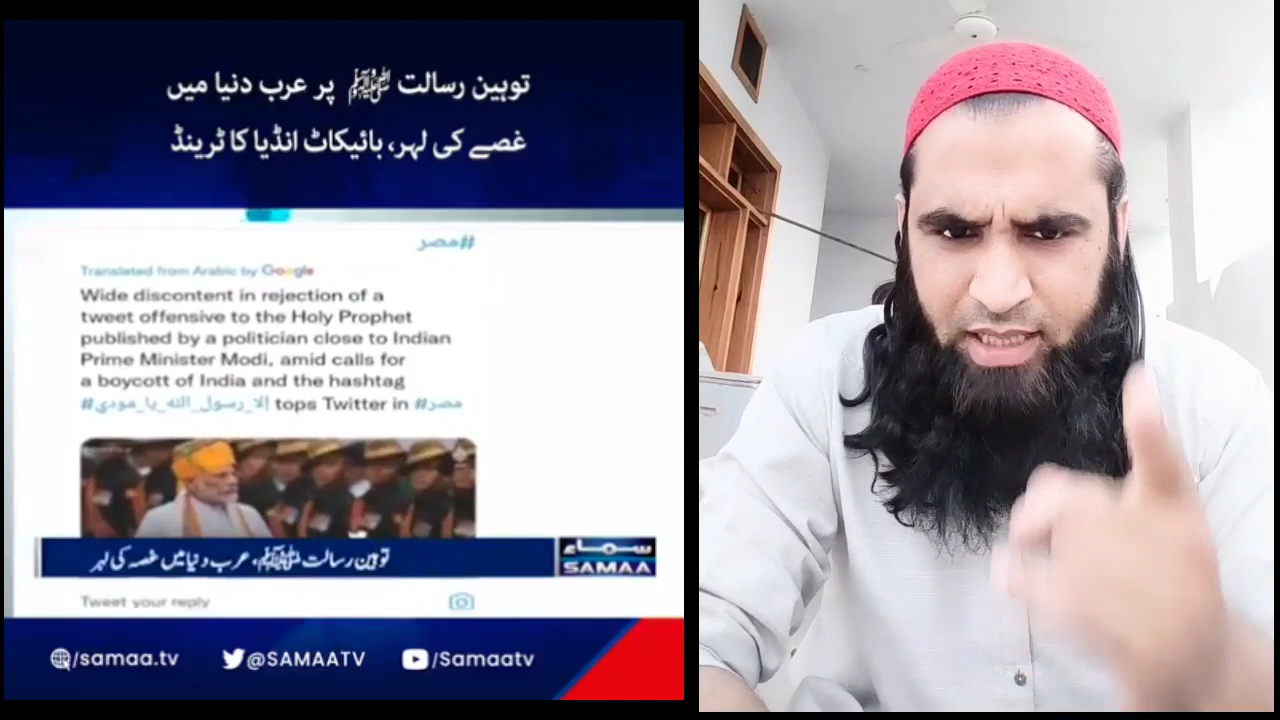 توہین رسالت ﷺ پر عرب دنیا میں
غصے کی لہر، بائیکاٹ انڈیا کا ٹرینڈ
#مصر
Translated from Arabic by Google
Wide discontent in rejection of a
tweet offensive to the Holy Prophet
published by a politician close to Indian
Prime Minister Modi, amid calls for
a boycott of India and the hashtag
#إلا_رسول_الله_يا_مودي tops Twitter in #مصر
توہین رسالت ﷺ، عرب دنیا میں غصہ کی لہر
سماء
SAMAA
Tweet your reply
/samaa.tv @SAMAATV /Samaatv